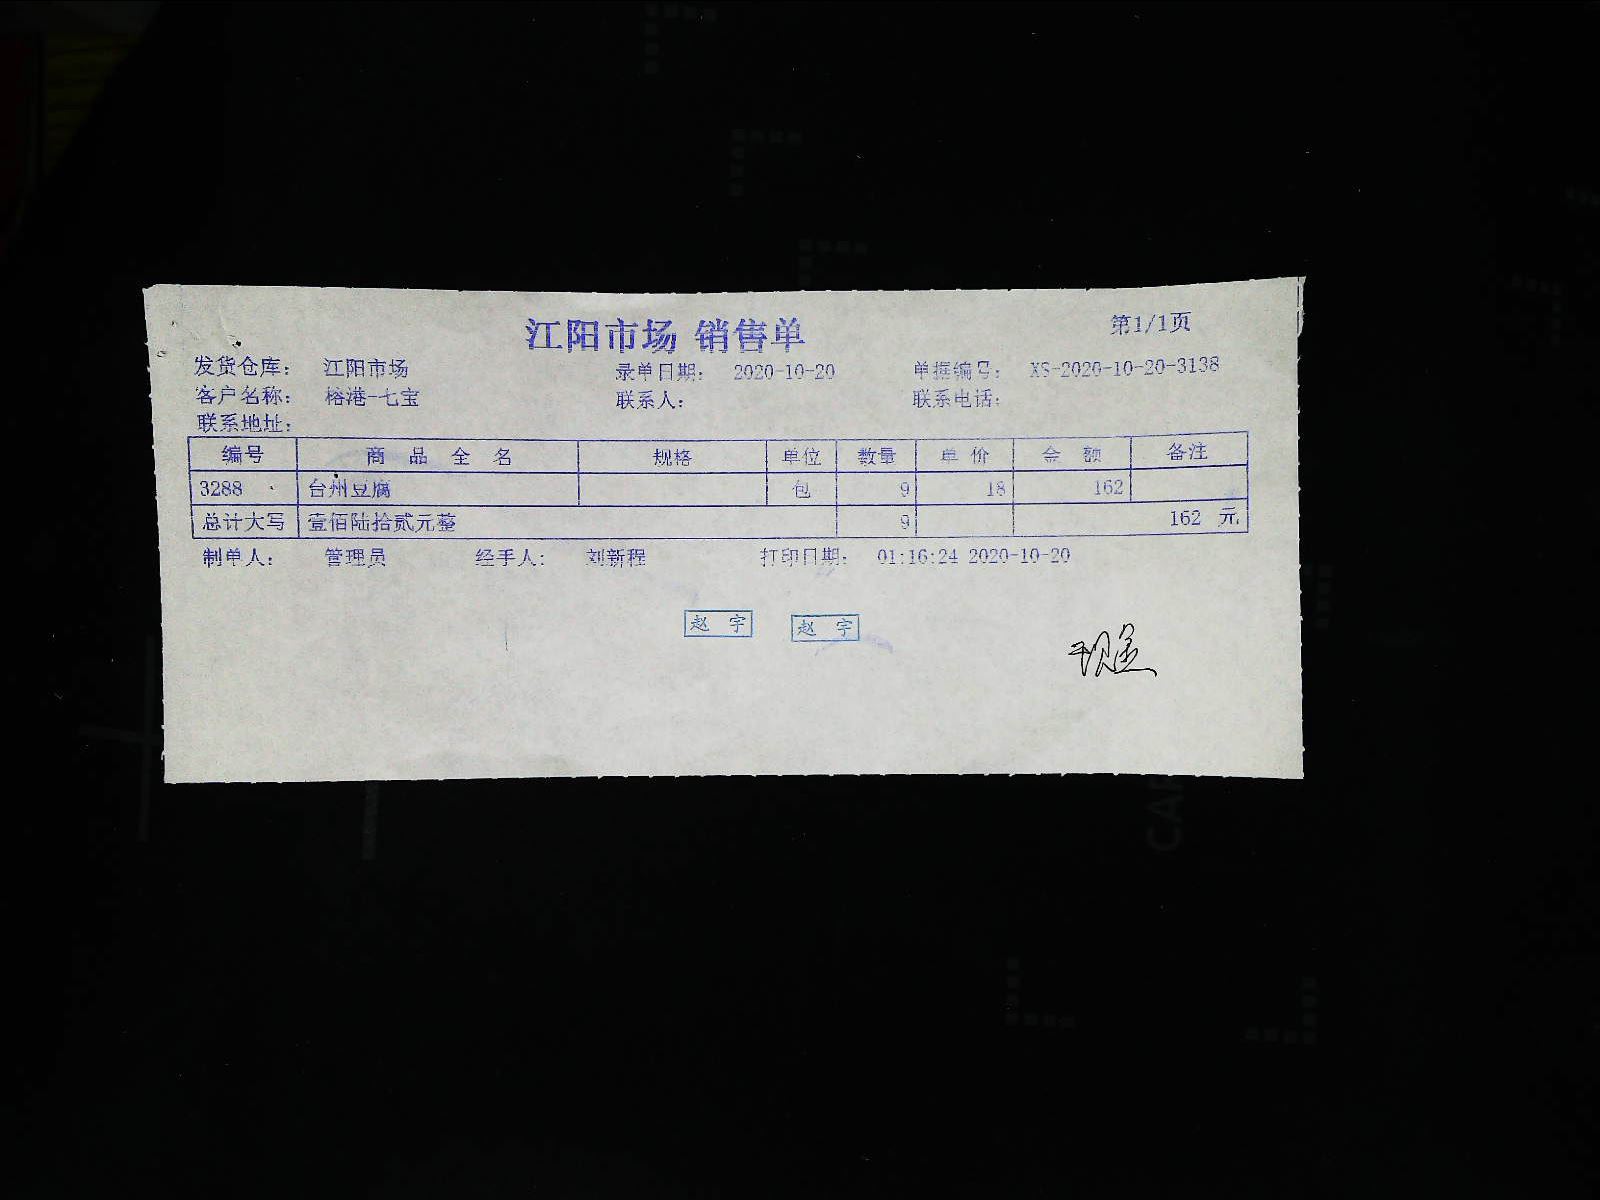 江阳市场 销售单 第1/1页
发货仓库： 江阳市场 录单日期： 2020-10-20 单据编号： XS-2020-10-20-3138
客户名称： 榕港-七宝 联系人： 联系电话：
联系地址：
编号 商 品 全 名 规格 单位 数量 单 价 金 额 备注
3288 台州豆腐 包 9 18 162
总计大写 壹佰陆拾贰元整 9 162 元
制单人： 管理员 经手人： 刘新程 打印日期： 01:16:24 2020-10-20
赵 宇 赵 宇
现金